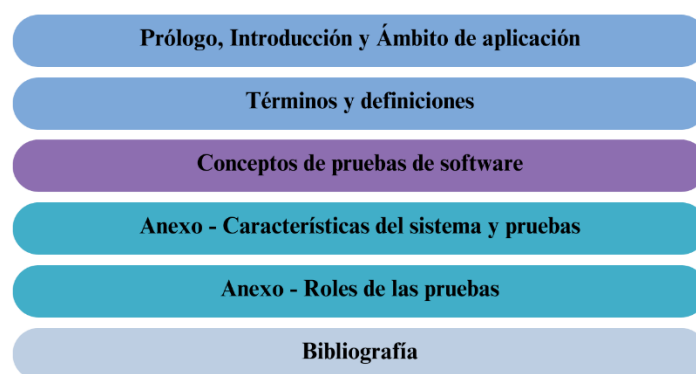 Prólogo, Introducción y Ámbito de aplicación
Términos y definiciones
Conceptos de pruebas de software
Anexo - Características del sistema y pruebas
Anexo - Roles de las pruebas
Bibliografía